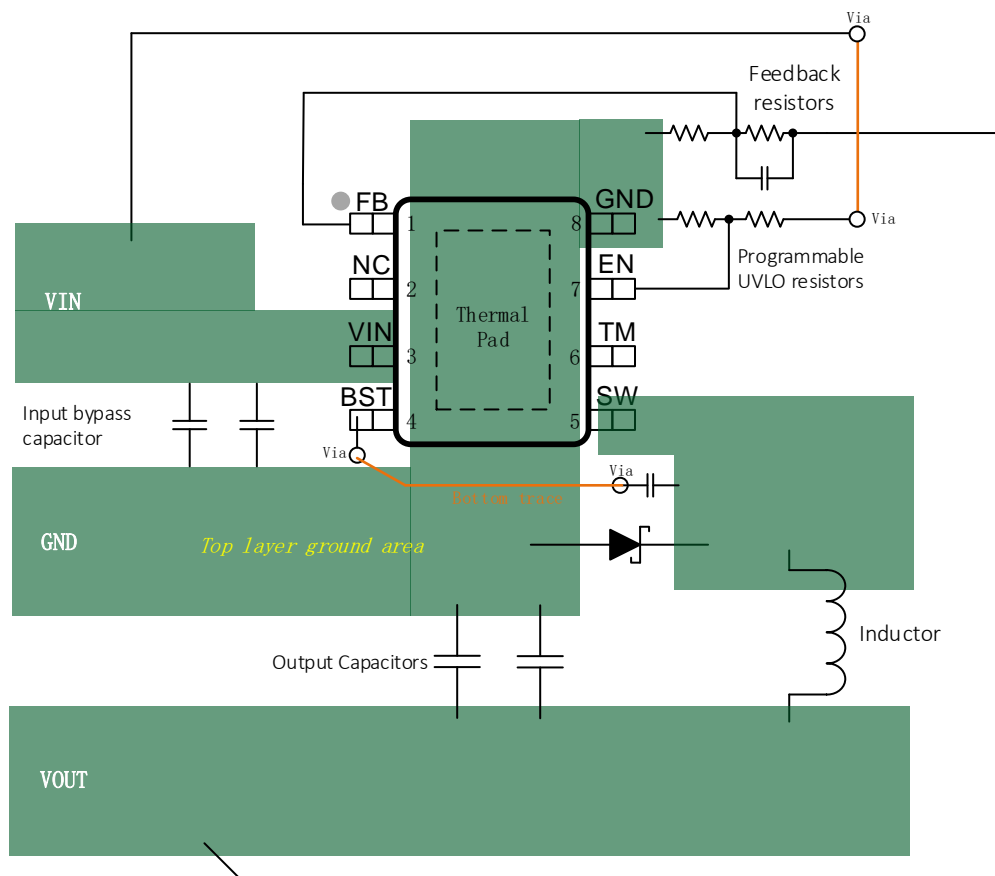 Via
Feedback
resistors
FB
1
GND
8
Via
NC
2
EN
7
Programmable
UVLO resistors
VIN
Thermal
Pad
VIN
3
TM
6
BST
4
SW
5
Input bypass
capacitor
Via
Via
Bottom trace
GND
Top layer ground area
Output Capacitors
Inductor
VOUT